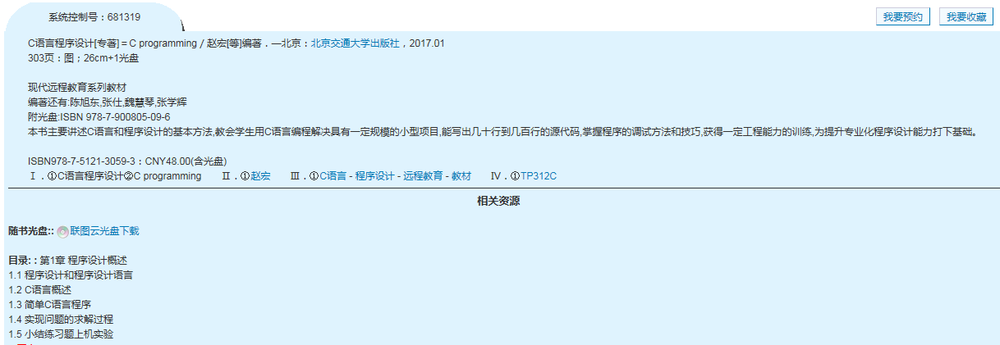 系统控制号：681319
我要预约 我要收藏
C语言程序设计[专著] = C programming / 赵宏[等]编著．—北京：北京交通大学出版社，2017.01
303页：图；26cm+1光盘
现代远程教育系列教材
编著还有:陈旭东,张仕,魏慧琴,张学辉
附光盘:ISBN 978-7-900805-09-6
本书主要讲述C语言和程序设计的基本方法,教会学生用C语言编程解决具有一定规模的小型项目,能写出几十行到几百行的源代码,掌握程序的调试方法和技巧,获得一定工程能力的训练,为提升专业化程序设计能力打下基础。
ISBN978-7-5121-3059-3：CNY48.00(含光盘)
Ⅰ．①C语言程序设计②C programming Ⅱ．①赵宏 Ⅲ．①C语言 - 程序设计 - 远程教育 - 教材 Ⅳ．①TP312C
相关资源
随书光盘:: 联图云光盘下载
目录: : 第1章 程序设计概述
1.1 程序设计和程序设计语言
1.2 C语言概述
1.3 简单C语言程序
1.4 实现问题的求解过程
1.5 小结练习题上机实验